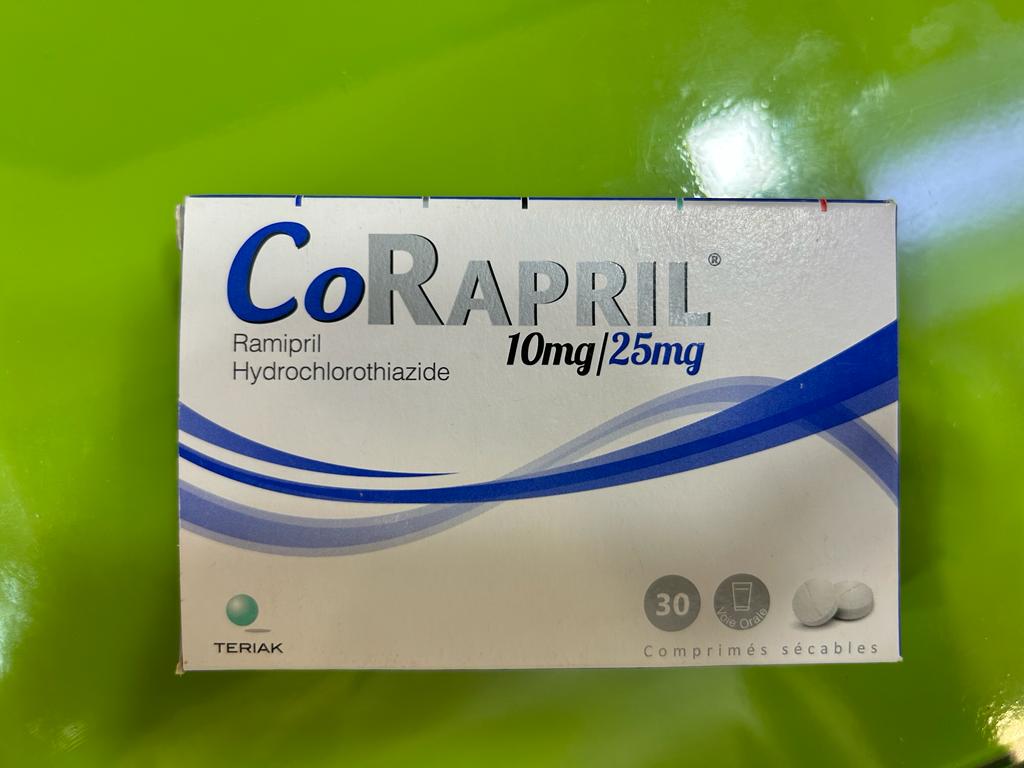 CoRAPRIL®
10mg/25mg
Ramipril
Hydrochlorothiazide
TERIAK
30
Voie Orale
Comprimés sécables